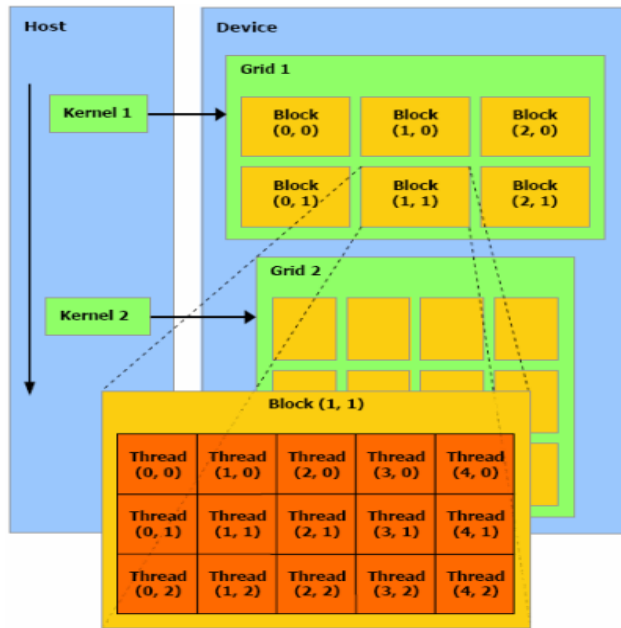 Host
Device
Grid 1
Kernel 1
Block
(0, 0)
Block
(1, 0)
Block
(2, 0)
Block
(0, 1)
Block
(1, 1)
Block
(2, 1)
Grid 2
Kernel 2
Block (1, 1)
Thread
(0, 0)
Thread
(1, 0)
Thread
(2, 0)
Thread
(3, 0)
Thread
(4, 0)
Thread
(0, 1)
Thread
(1, 1)
Thread
(2, 1)
Thread
(3, 1)
Thread
(4, 1)
Thread
(0, 2)
Thread
(1, 2)
Thread
(2, 2)
Thread
(3, 2)
Thread
(4, 2)